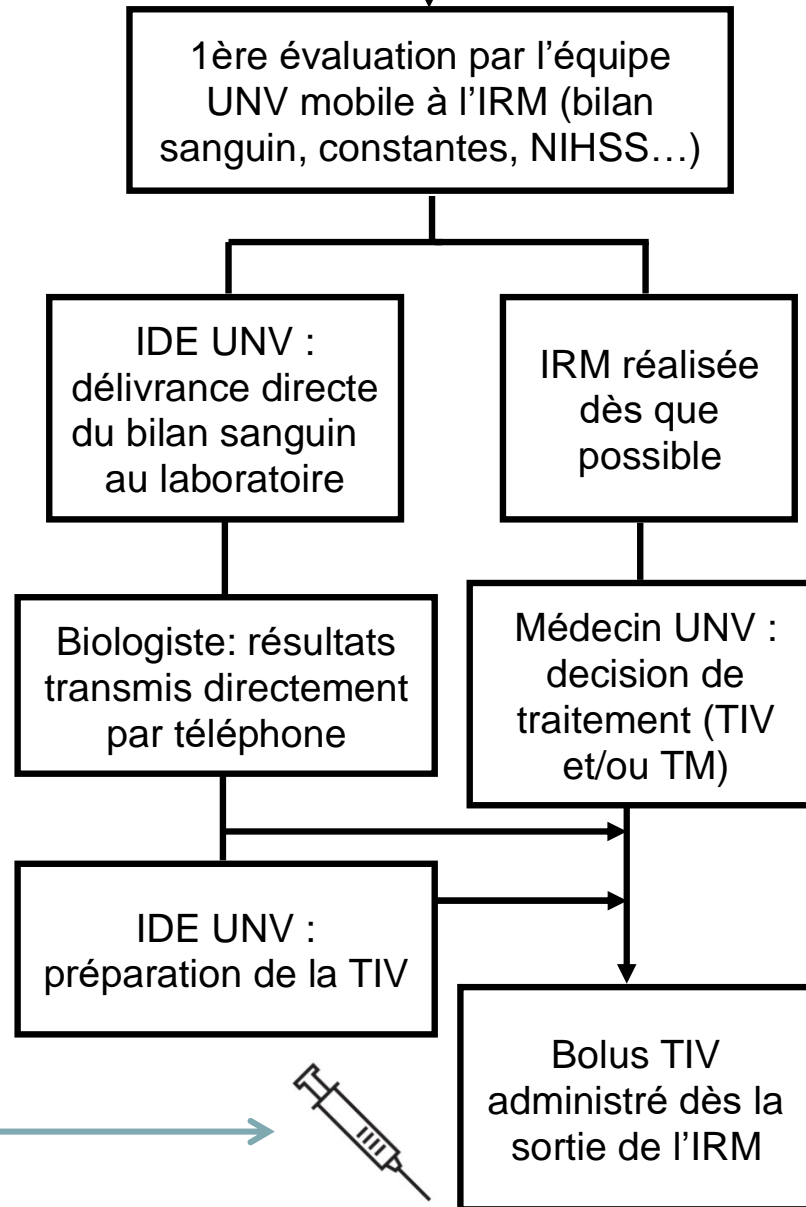 1ère évaluation par l’équipe
UNV mobile à l’IRM (bilan
sanguin, constantes, NIHSS…)
IDE UNV :
délivrance directe
du bilan sanguin
au laboratoire
IRM réalisée
dès que
possible
Biologiste: résultats
transmis directement
par téléphone
Médecin UNV :
decision de
traitement (TIV
et/ou TM)
IDE UNV :
préparation de la TIV
Bolus TIV
administré dès la
sortie de l’IRM